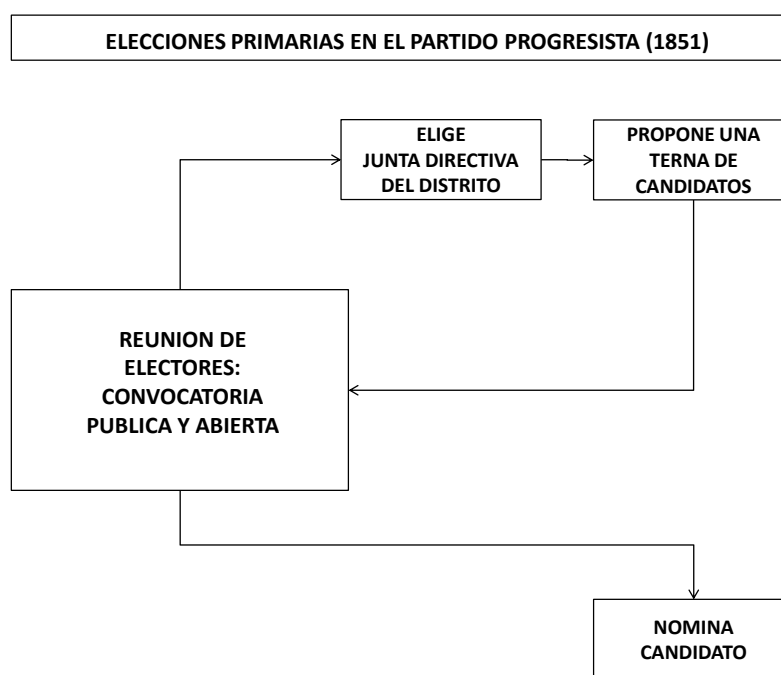 ELECCIONES PRIMARIAS EN EL PARTIDO PROGRESISTA (1851)
ELIGE
JUNTA DIRECTIVA
DEL DISTRITO
PROPONE UNA
TERNA DE
CANDIDATOS
REUNION DE
ELECTORES:
CONVOCATORIA
PUBLICA Y ABIERTA
NOMINA
CANDIDATO